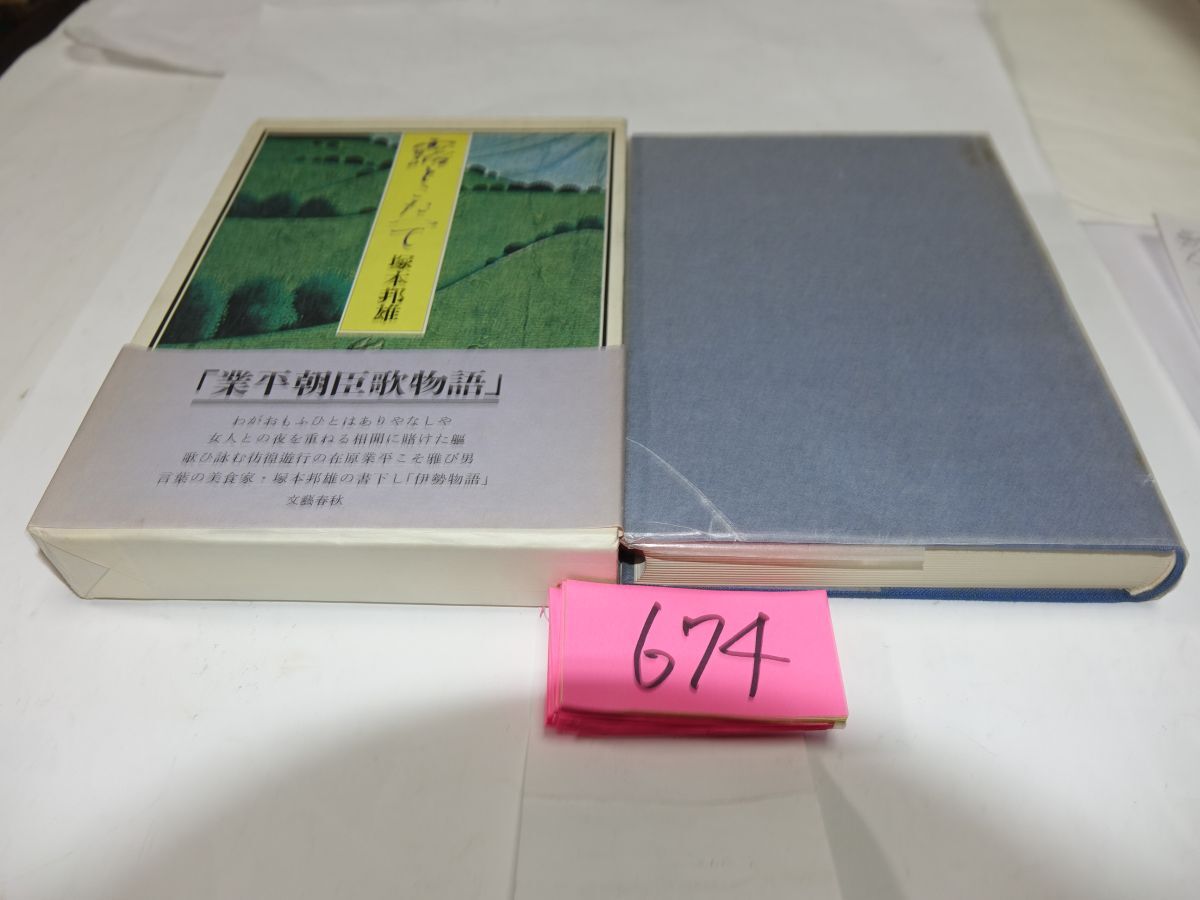 露とこたへて 塚本邦雄
「業平朝臣歌物語」
わがおもふひとはありやなしや
女人との夜を重ねる相聞に賭けた軀
歌ひ詠む彷徨遊行の在原業平こそ雅び男
言葉の美食家・塚本邦雄の書下し「伊勢物語」
文藝春秋
674